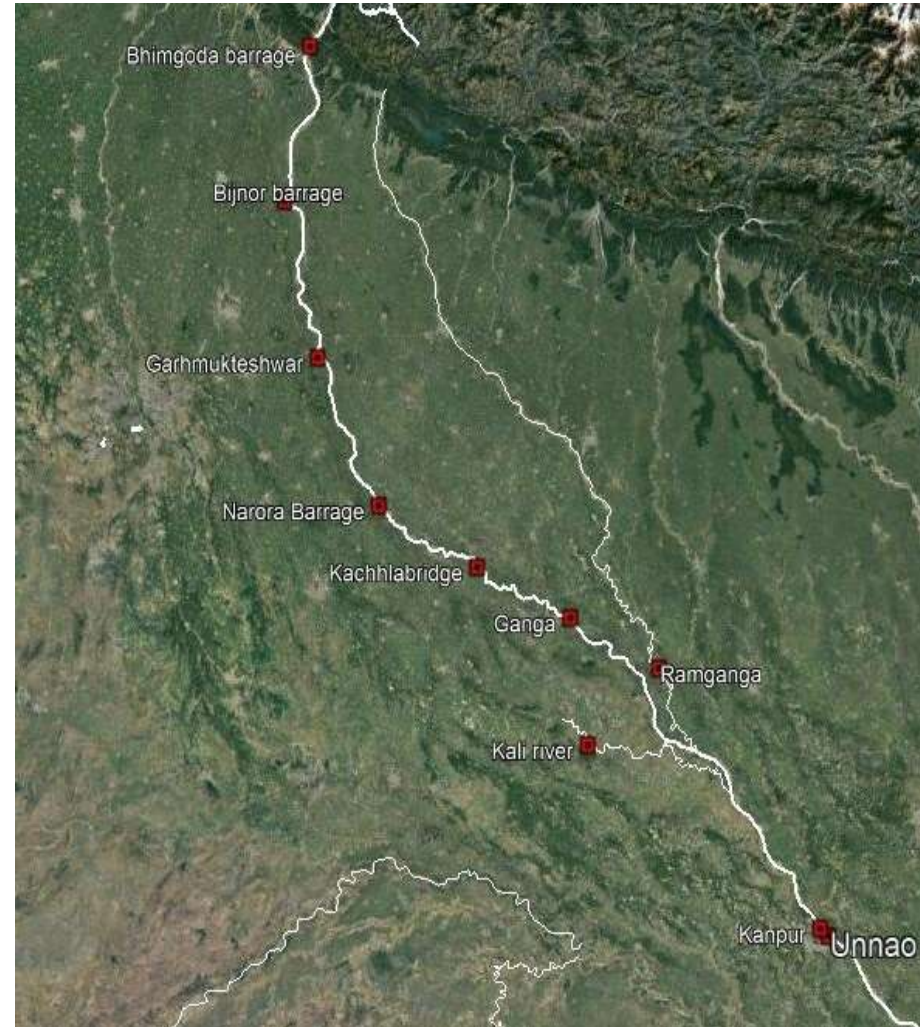 Bhimgoda barrage
Bijnor barrage
Garhmukteshwar
Narora Barrage
Kachhlabridge
Ganga
Ramganga
Kali river
Kanpur
Unnao